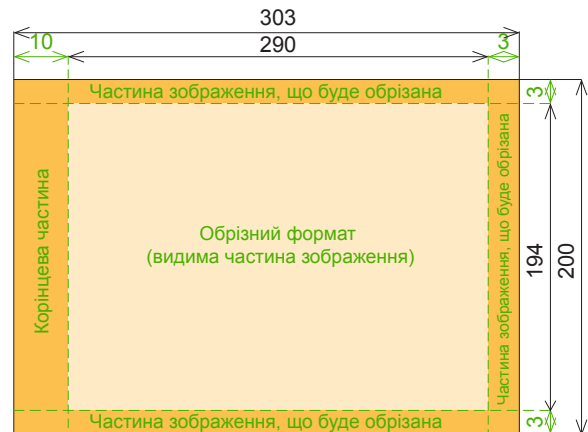 303
10
290
3
Частина зображення, що буде обрізана
3
Корінцева частина
Обрізний формат
(видима частина зображення)
Частина зображення, що буде обрізана
194
200
Частина зображення, що буде обрізана
3